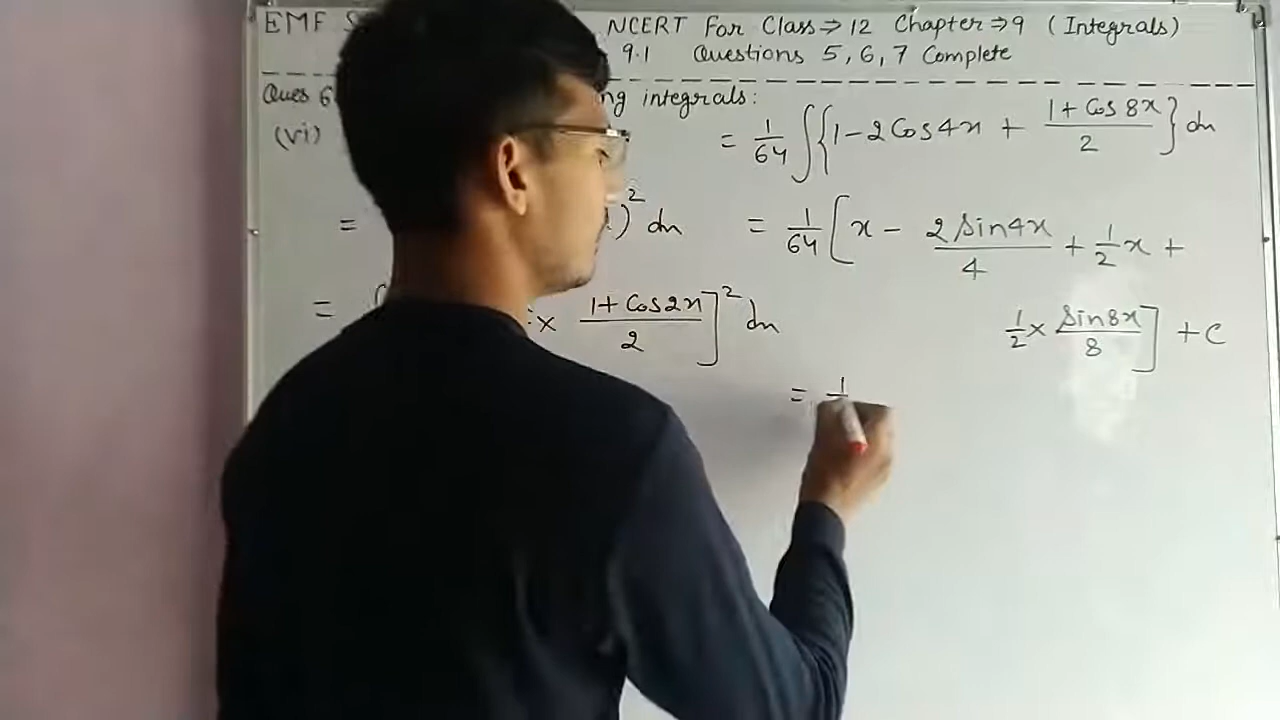 EMF S NCERT For Class⇒12 Chapter⇒9 (Integrals)
9.1 Questions 5, 6, 7 Complete
Ques 6 ng integrals:
(vi)
= )² dx
= × (1+Cos2x)/2 ]² dx
= 1/64 ∫{1-2Cos4x + (1+Cos8x)/2} dx
= 1/64 [x - 2Sin4x/4 + 1/2 x +
1/2 × Sin8x/8] + C
= 1